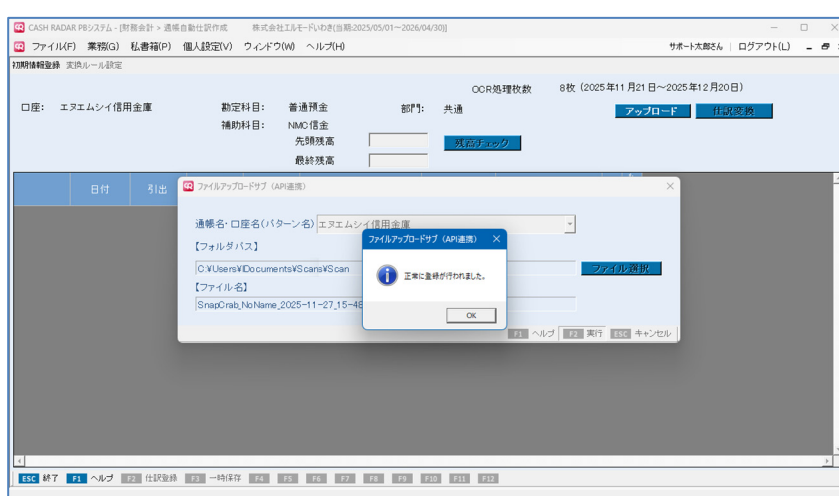 CASH RADAR PBシステム - [財務会計 > 通帳自動仕訳作成 株式会社エルモードいわき(当期:2025/05/01～2026/04/30)]
ファイル(F) 業務(G) 私書箱(P) 個人設定(V) ウィンドウ(W) ヘルプ(H) サポート太郎さん ログアウト(L)
初期情報登録 変換ルール設定
OCR処理枚数 8枚 (2025年11月21日～2025年12月20日)
口座: エヌエムシイ信用金庫 勘定科目: 普通預金 部門: 共通 アップロード 仕訳変換
補助科目: NMC信金
先頭残高 残高チェック
最終残高
日付 引出
ファイルアップロードサブ (API連携)
通帳名・口座名(パターン名) エヌエムシイ信用金庫
【フォルダパス】
C:¥Users¥Documents¥Scans¥Scan ファイル選択
【ファイル名】
SnapCrab_NoName_2025-11-27_15-48
F1 ヘルプ F2 実行 ESC キャンセル
ファイルアップロードサブ (API連携)
正常に登録が行われました。
OK
ESC 終了 F1 ヘルプ F2 仕訳登録 F3 一時保存 F4 F5 F6 F7 F8 F9 F10 F11 F12